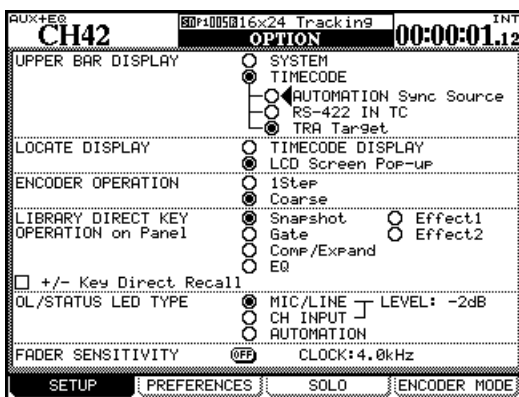 AUX+EQ
CH42
16x24 Tracking
OPTION
INT
00:00:01.12
UPPER BAR DISPLAY
SYSTEM
TIMECODE
AUTOMATION Sync Source
RS-422 IN TC
TRA Target
LOCATE DISPLAY
TIMECODE DISPLAY
LCD Screen Pop-up
ENCODER OPERATION
1Step
Coarse
LIBRARY DIRECT KEY
OPERATION on Panel
Snapshot
Effect1
Gate
Effect2
Comp/Expand
EQ
+/- Key Direct Recall
OL/STATUS LED TYPE
MIC/LINE
LEVEL: -2dB
CH INPUT
AUTOMATION
FADER SENSITIVITY
OFF
CLOCK:4.0kHz
SETUP
PREFERENCES
SOLO
ENCODER MODE